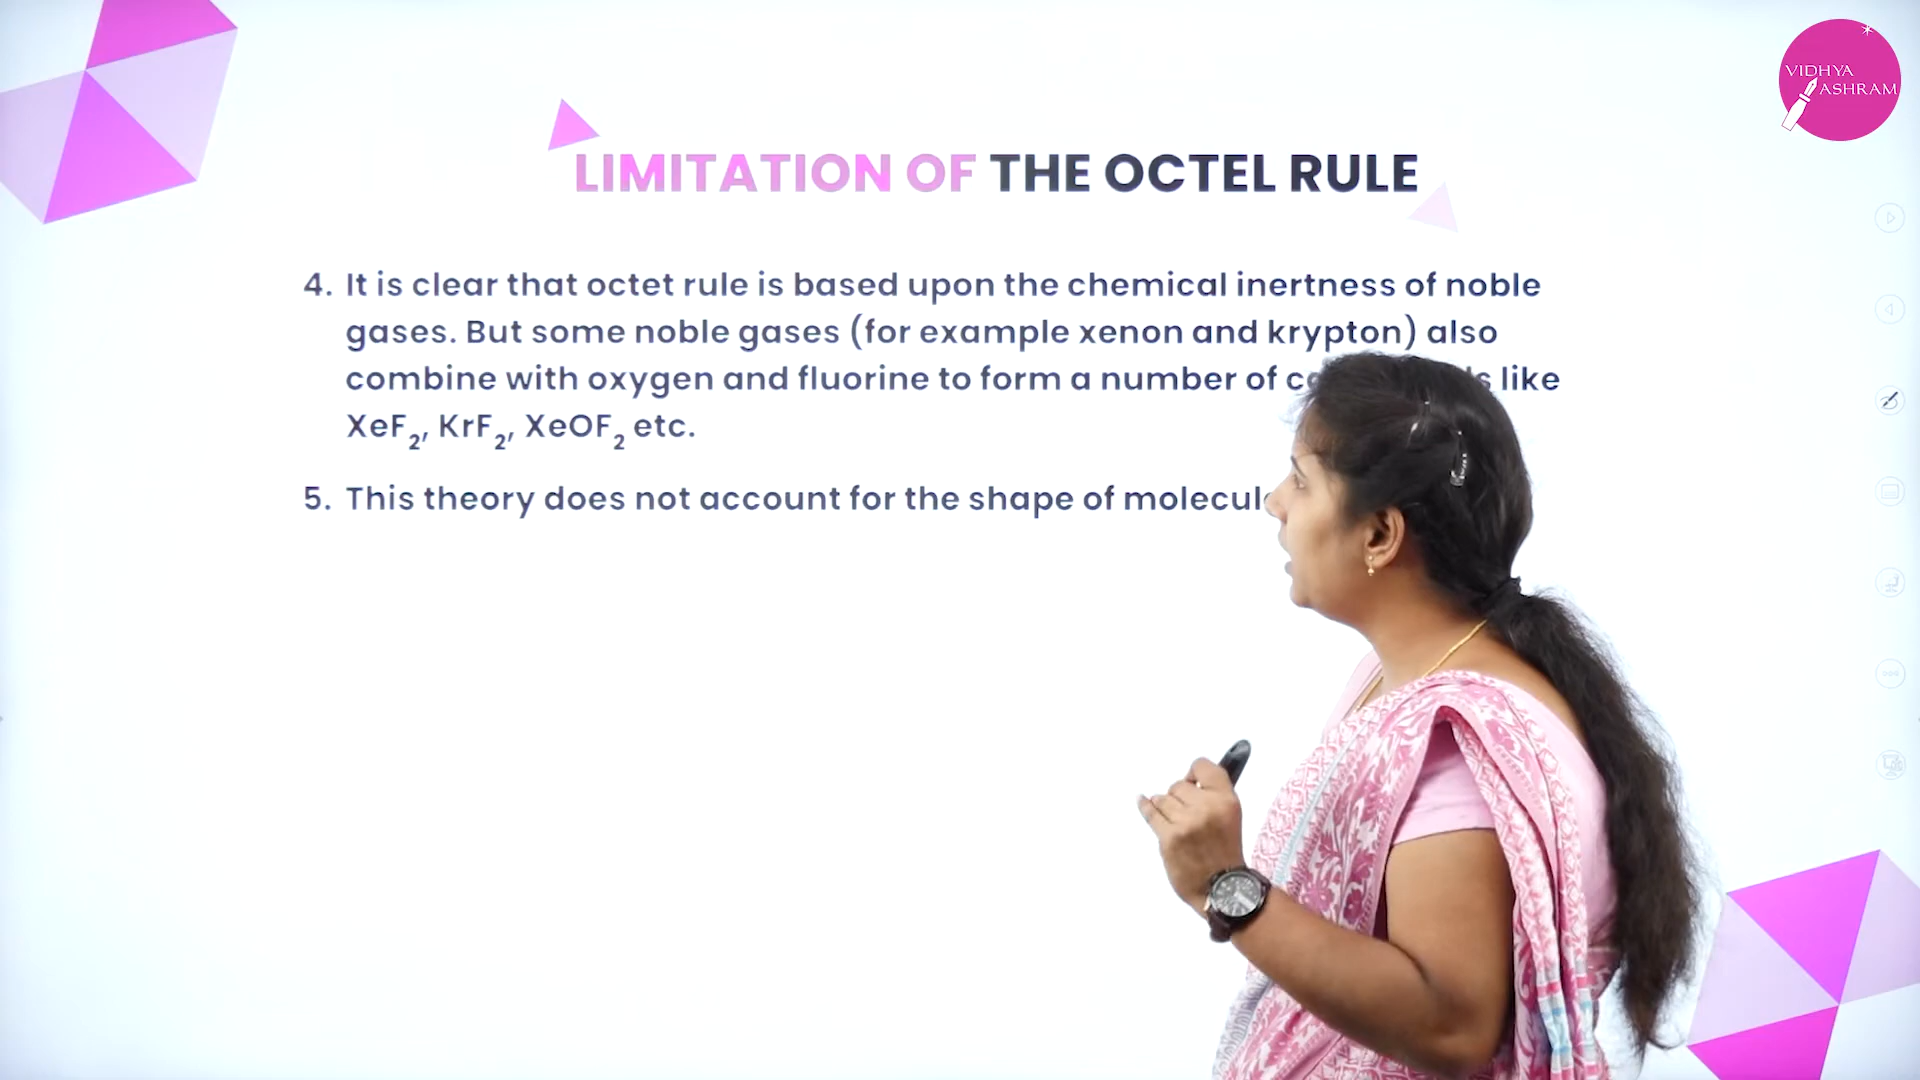 VIDHYA
ASHRAM
LIMITATION OF THE OCTEL RULE
4. It is clear that octet rule is based upon the chemical inertness of noble
gases. But some noble gases (for example xenon and krypton) also
combine with oxygen and fluorine to form a number of like
XeF₂, KrF₂, XeOF₂ etc.
5. This theory does not account for the shape of